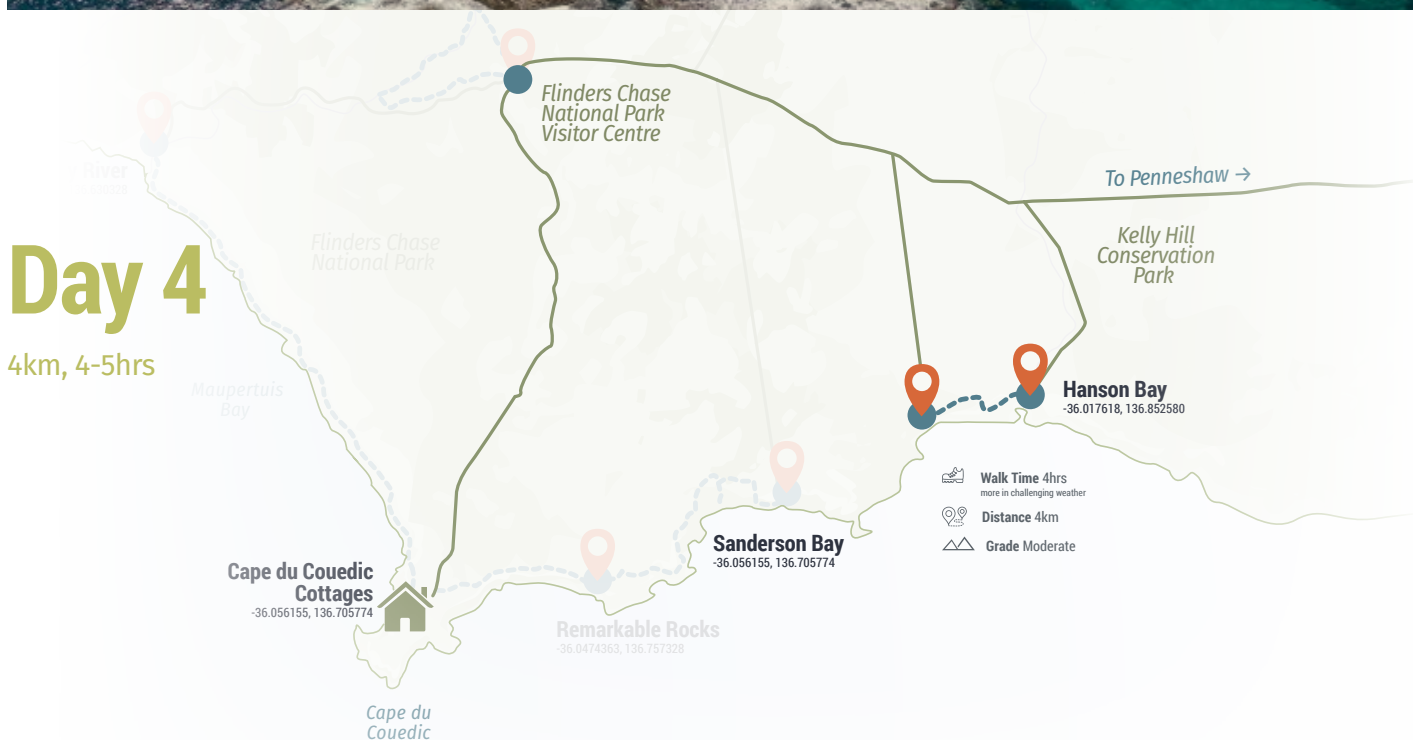 Flinders Chase
National Park
Visitor Centre
To Penneshaw →
River
Day 4
4km, 4-5hrs
Flinders Chase
National Park
Kelly Hill
Conservation
Park
Maupertuis
Bay
Hanson Bay
-36.017618, 136.852580
Walk Time 4hrs
more in challenging weather
Distance 4km
Grade Moderate
Sanderson Bay
-36.056155, 136.705774
Cape du Couedic
Cottages
-36.056155, 136.705774
Remarkable Rocks
-36.0474363, 136.757328
Cape du
Couedic